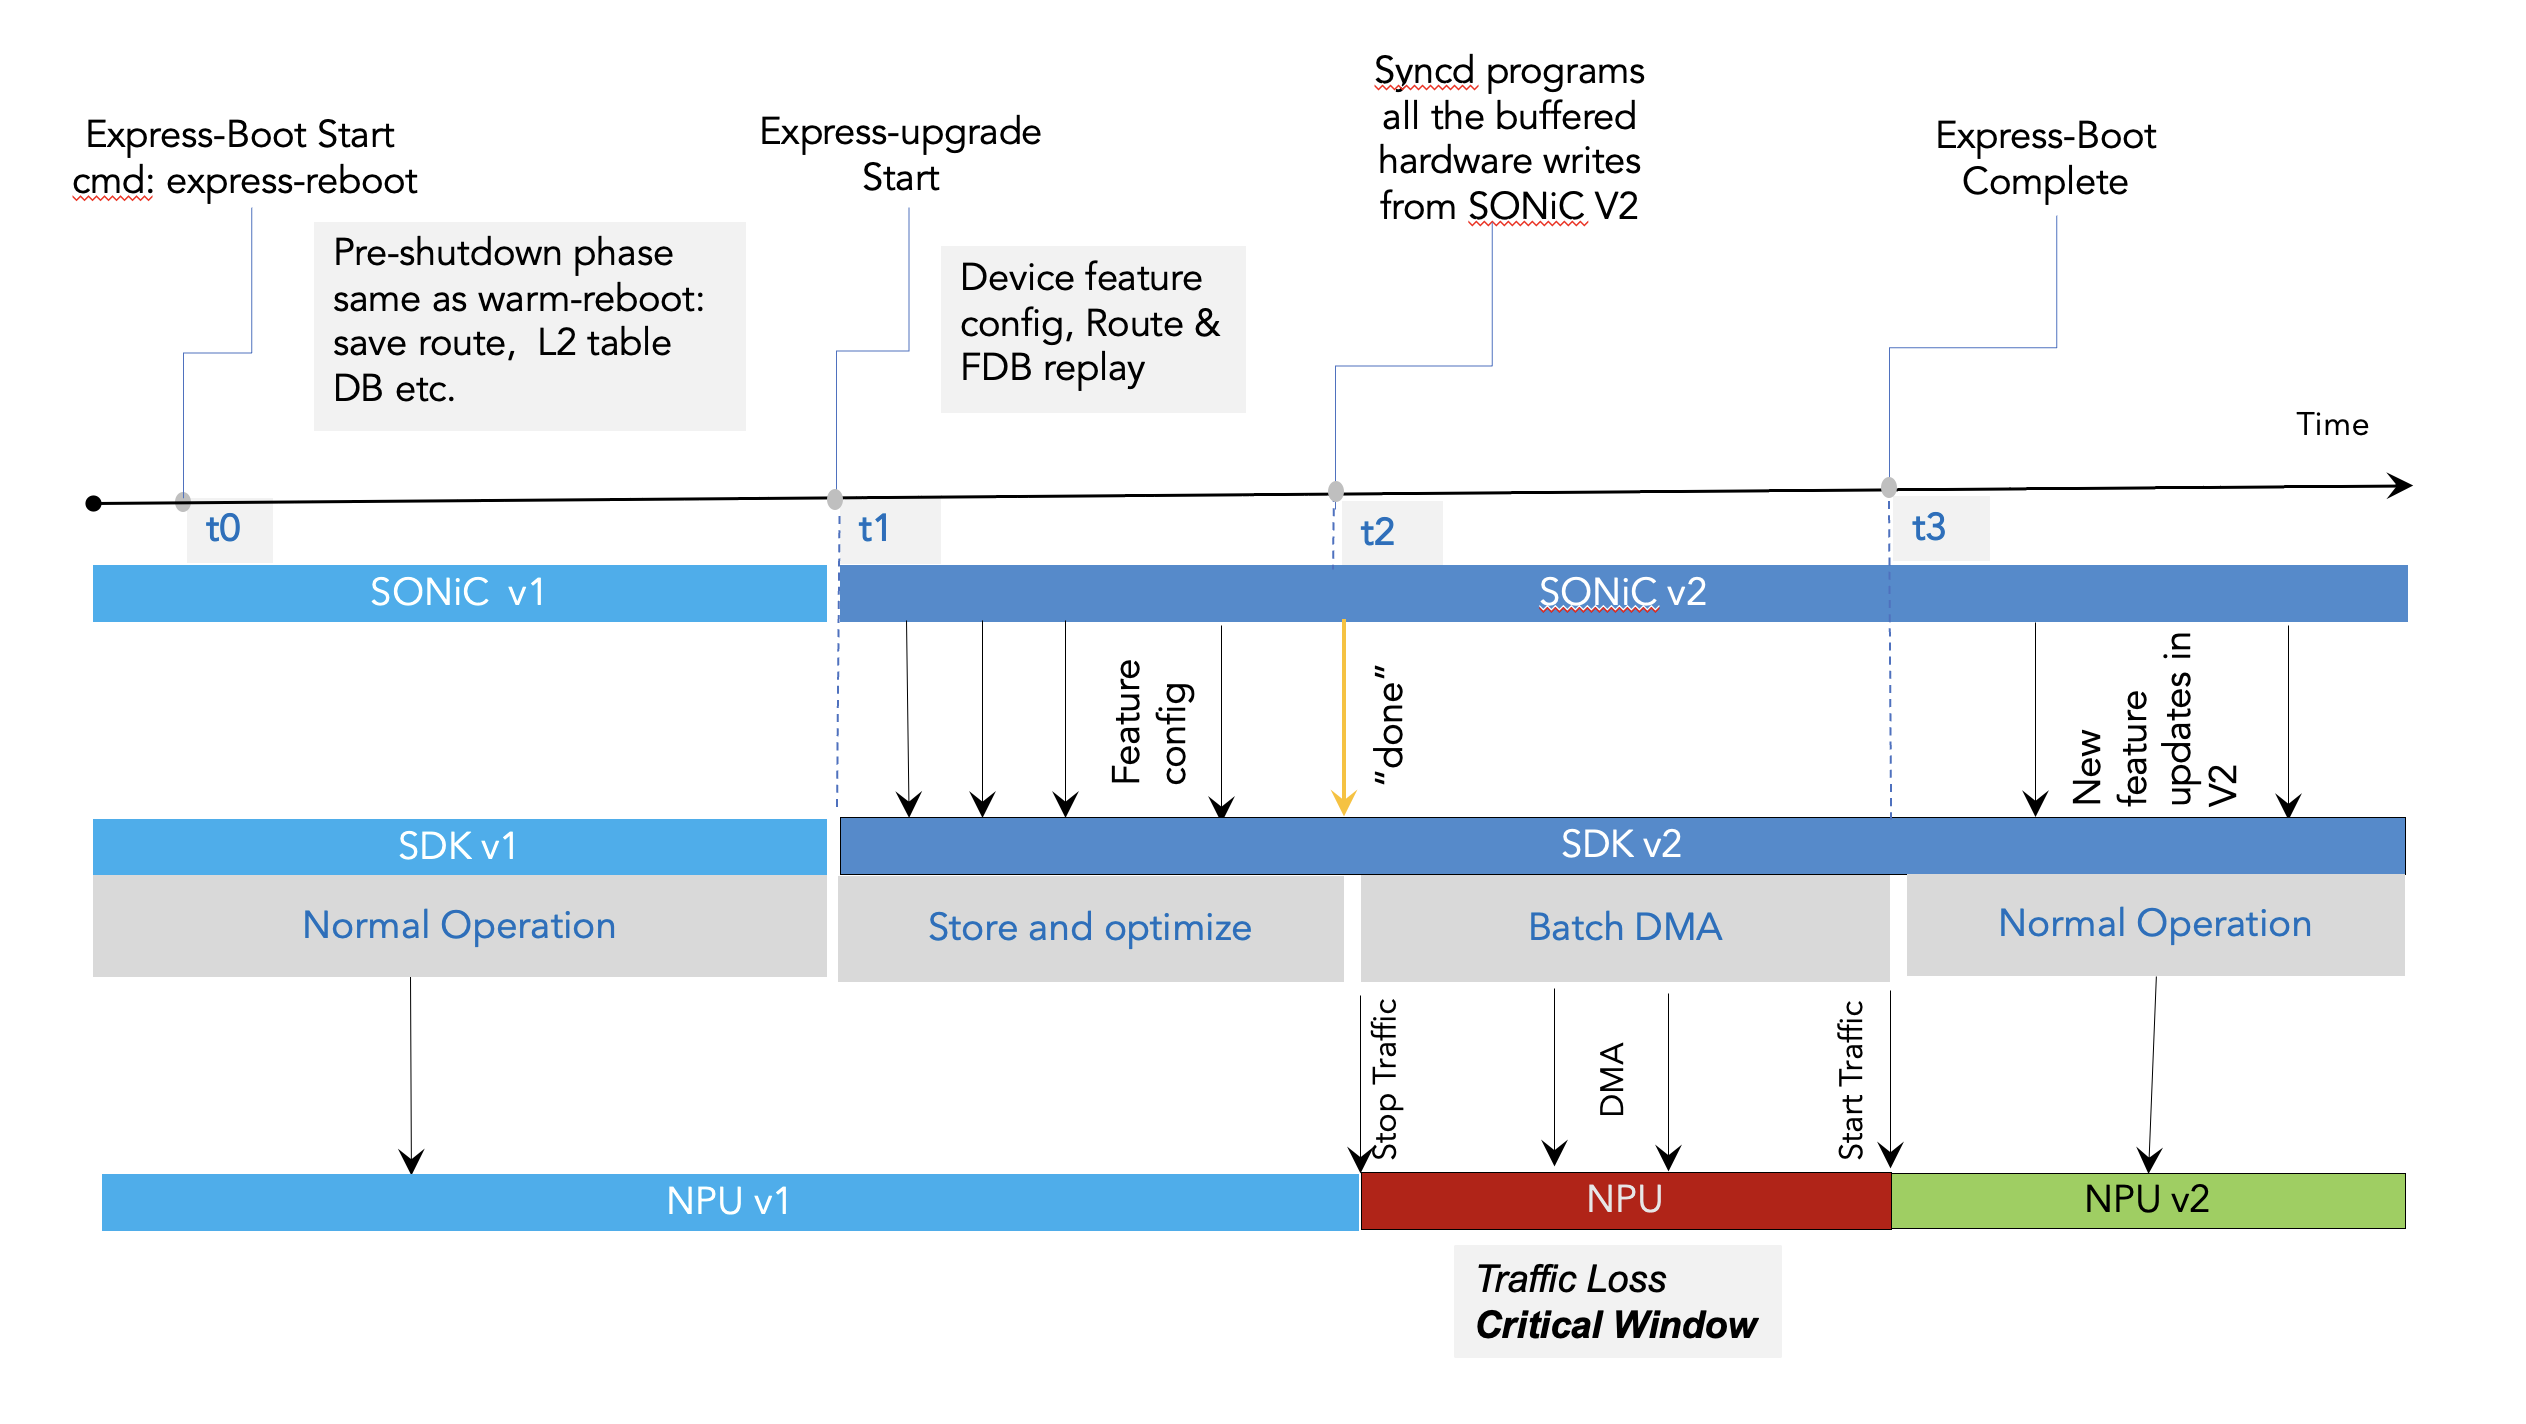 Express-Boot Start
cmd: express-reboot
Pre-shutdown phase
same as warm-reboot:
save route,  L2 table
DB etc.
Express-upgrade
Start
Device feature
config, Route &
FDB replay
Syncd programs
all the buffered
hardware writes
from SONiC V2
Express-Boot
Complete
Time
t0
t1
t2
t3
SONiC  v1
SONiC v2
Feature
config
“done”
New
feature
updates in
V2
SDK v1
SDK v2
Normal Operation
Store and optimize
Batch DMA
Normal Operation
Stop Traffic
DMA
Start Traffic
NPU v1
NPU
NPU v2
Traffic Loss
Critical Window